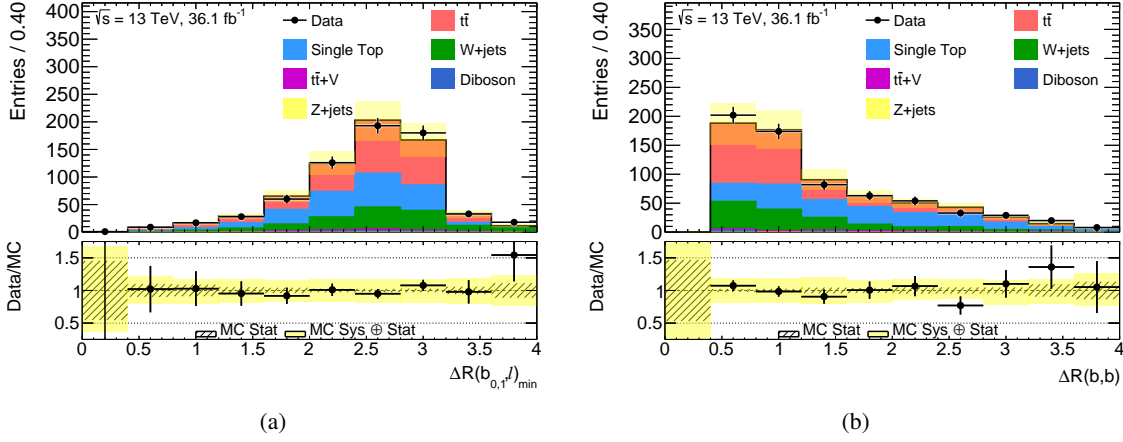 √s = 13 TeV, 36.1 fb⁻¹
Data
tt̄
Single Top
W+jets
tt̄+V
Diboson
Z+jets
Entries / 0.40
400
350
300
250
200
150
100
50
0
Data/MC
1.5
1
0.5
MC Stat
MC Sys ⊕ Stat
0 0.5 1 1.5 2 2.5 3 3.5 4
ΔR(b₀,₁,l)min
(a)
√s = 13 TeV, 36.1 fb⁻¹
Data
tt̄
Single Top
W+jets
tt̄+V
Diboson
Z+jets
Entries / 0.40
350
300
250
200
150
100
50
0
Data/MC
1.5
1
0.5
MC Stat
MC Sys ⊕ Stat
0 0.5 1 1.5 2 2.5 3 3.5 4
ΔR(b,b)
(b)